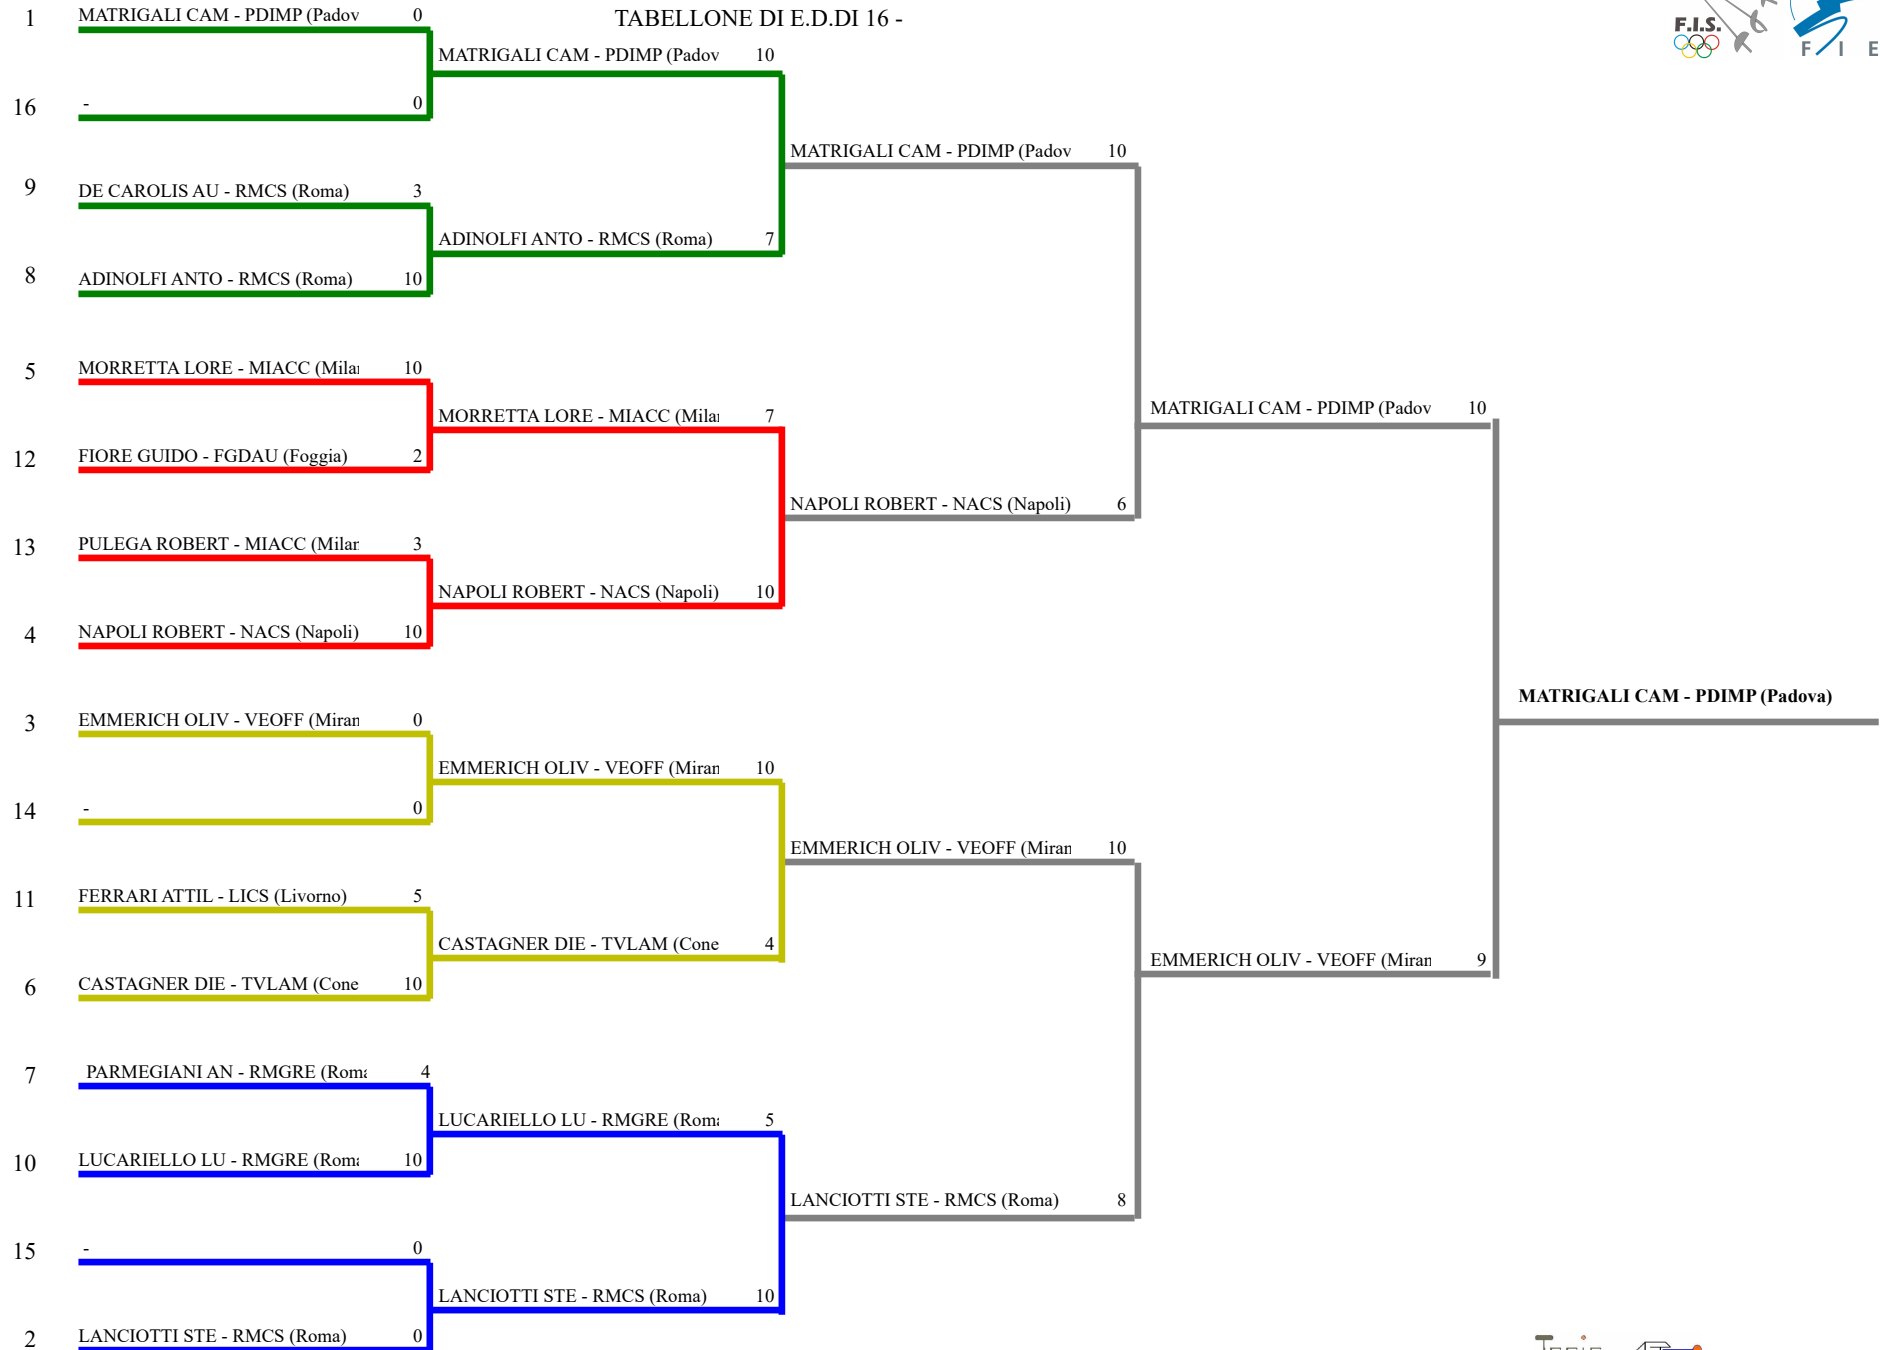 TABELLONE DI E.D.DI 16 -
F.I.S.
F I E
1 MATRIGALI CAM - PDIMP (Padov 0
MATRIGALI CAM - PDIMP (Padov 10
16 - 0
MATRIGALI CAM - PDIMP (Padov 10
9 DE CAROLIS AU - RMCS (Roma) 3
ADINOLFI ANTO - RMCS (Roma) 7
8 ADINOLFI ANTO - RMCS (Roma) 10
5 MORRETTA LORE - MIACC (Mila 10
MATRIGALI CAM - PDIMP (Padov 10
MORRETTA LORE - MIACC (Mila 7
12 FIORE GUIDO - FGDAU (Foggia) 2
NAPOLI ROBERT - NACS (Napoli) 6
13 PULEGA ROBERT - MIACC (Milan 3
NAPOLI ROBERT - NACS (Napoli) 10
4 NAPOLI ROBERT - NACS (Napoli) 10
MATRIGALI CAM - PDIMP (Padova)
3 EMMERICH OLIV - VEOFF (Miran 0
EMMERICH OLIV - VEOFF (Miran 10
14 - 0
EMMERICH OLIV - VEOFF (Miran 10
11 FERRARI ATTIL - LICS (Livorno) 5
CASTAGNER DIE - TVLAM (Cone 4
EMMERICH OLIV - VEOFF (Miran 9
6 CASTAGNER DIE - TVLAM (Cone 10
7 PARMEGIANI AN - RMGRE (Roma 4
LUCARIELLO LU - RMGRE (Roma 5
10 LUCARIELLO LU - RMGRE (Roma 10
LANCIOTTI STE - RMCS (Roma) 8
15 - 0
LANCIOTTI STE - RMCS (Roma) 10
2 LANCIOTTI STE - RMCS (Roma) 0